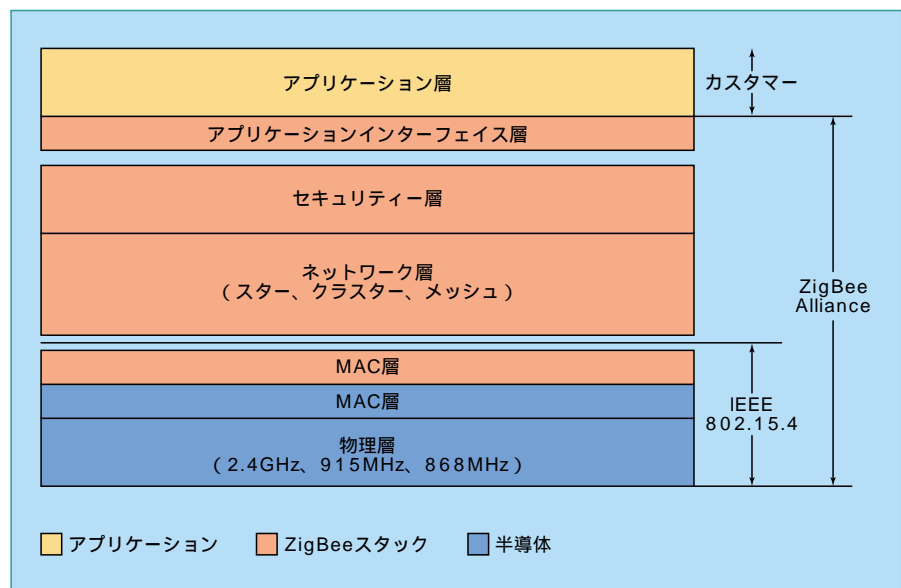 アプリケーション層
カスタマー
アプリケーションインターフェイス層
セキュリティー層
ネットワーク層
（スター、クラスター、メッシュ）
ZigBee
Alliance
MAC層
MAC層
IEEE
802.15.4
物理層
（2.4GHz、915MHz、868MHz）
アプリケーション
ZigBeeスタック
半導体